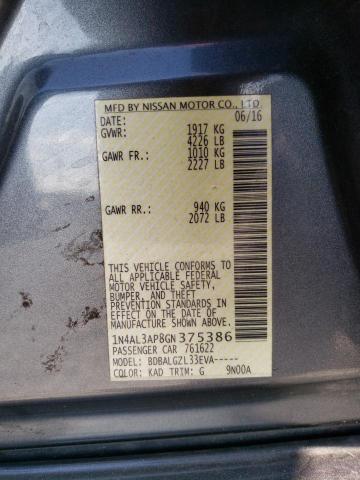 MFD BY NISSAN MOTOR CO., LTD.
DATE: 06/16
GVWR: 1917 KG
4226 LB
GAWR FR.: 1010 KG
2227 LB
GAWR RR.: 940 KG
2072 LB
THIS VEHICLE CONFORMS TO
ALL APPLICABLE FEDERAL
MOTOR VEHICLE SAFETY,
BUMPER, AND THEFT
PREVENTION STANDARDS IN
EFFECT ON THE DATE OF
MANUFACTURE SHOWN ABOVE.
1N4AL3AP8GN375386
PASSENGER CAR 761622
MODEL: BDBALGZL33EVA-----
COLOR: KAD TRIM: G 9N00A